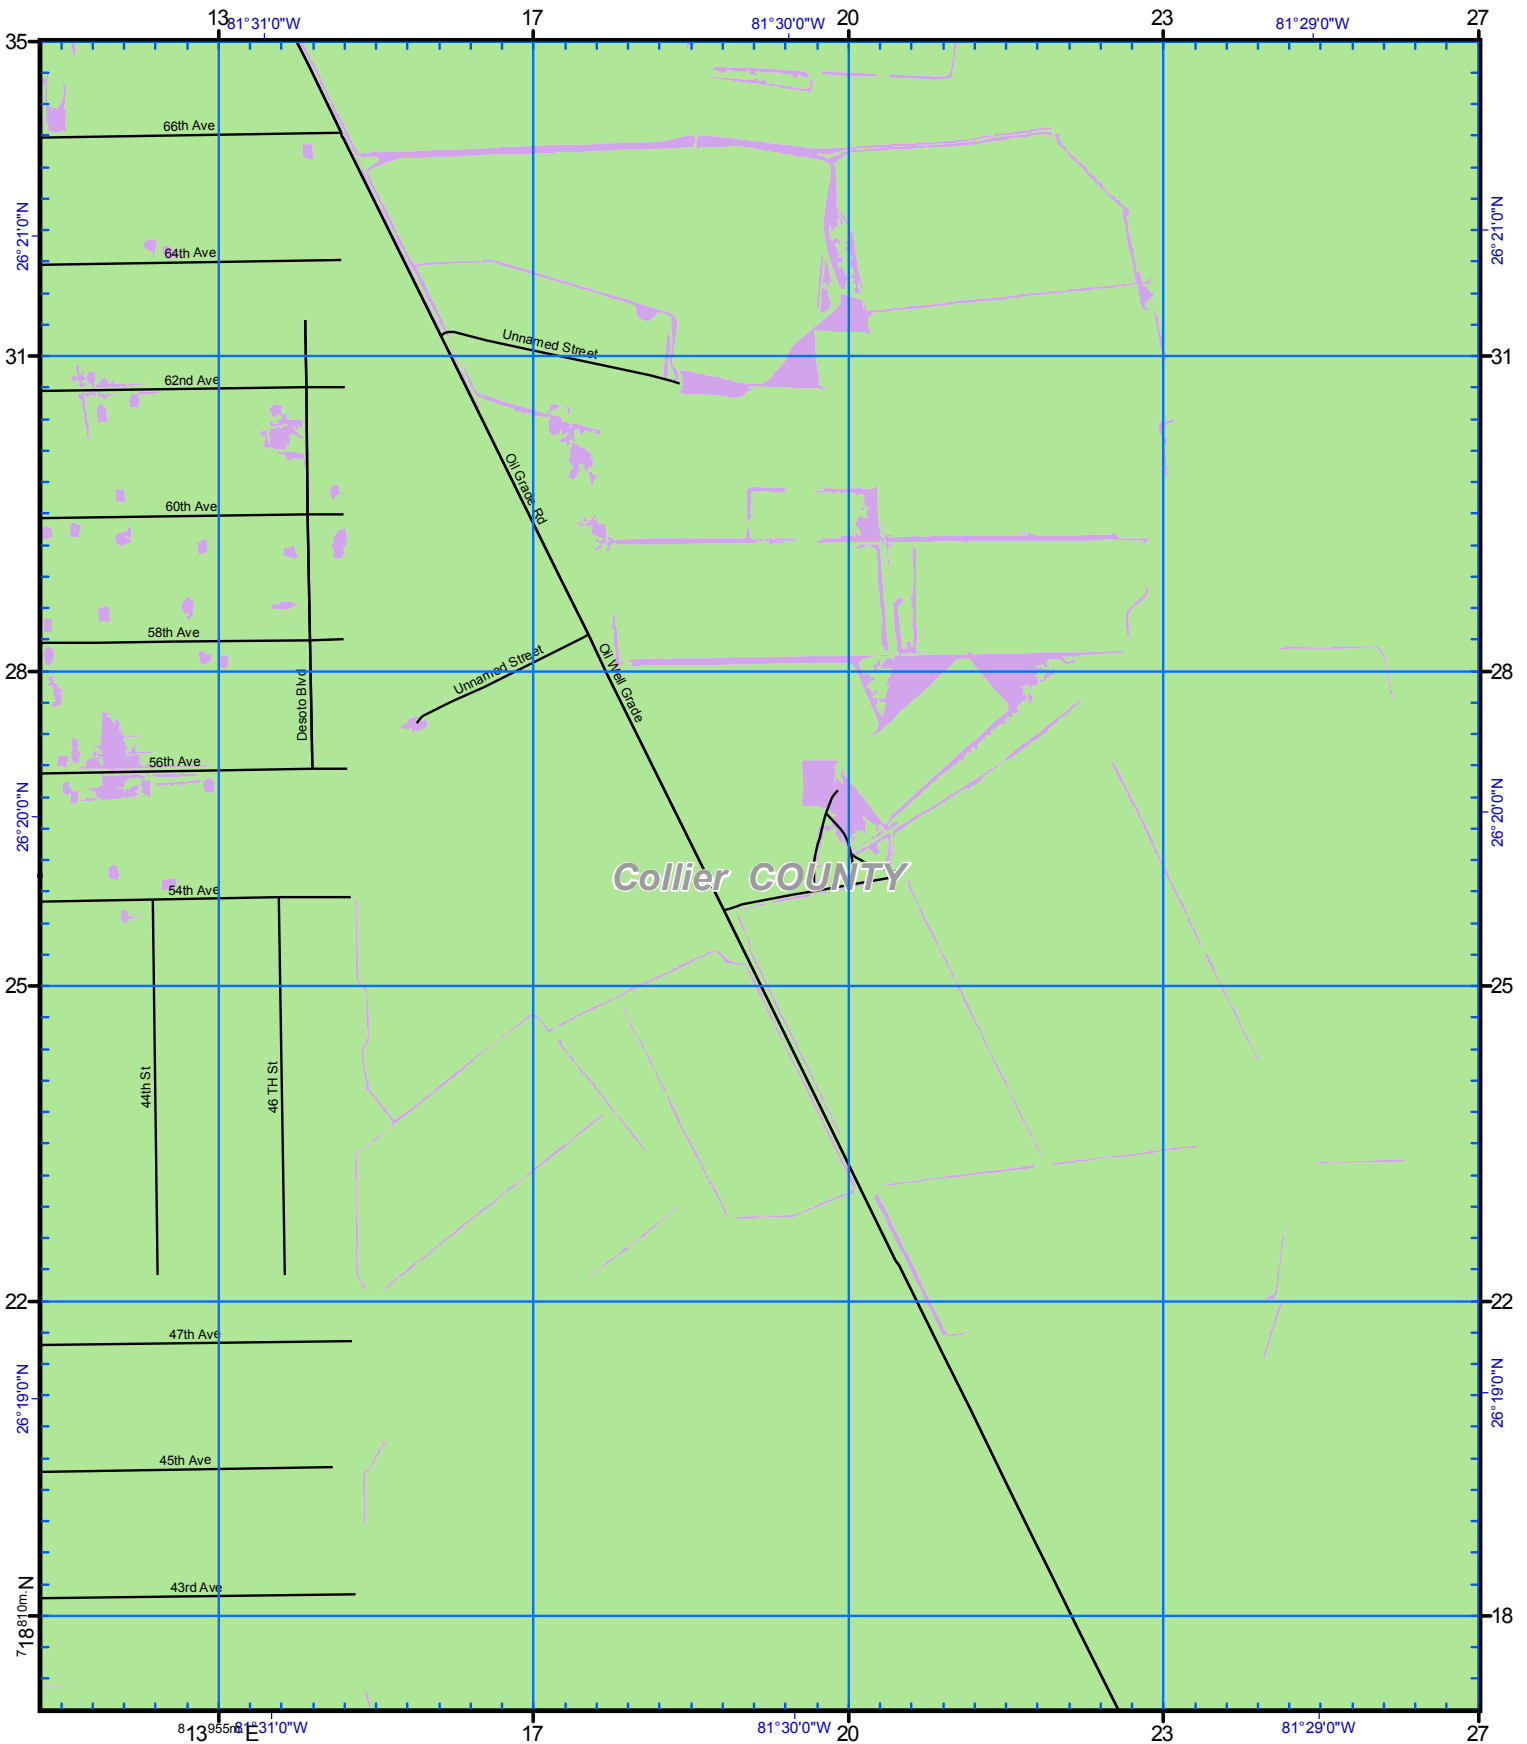 13 17 20 23 27
81°31'0"W 81°30'0"W 81°29'0"W
35
66th Ave
26°21'0"N 26°21'0"N
64th Ave
Unnamed Street
31 31
62nd Ave
Oil Grade Rd
60th Ave
58th Ave
Unnamed Street
Oil Well Grade
28 28
Desoto Blvd
56th Ave
26°20'0"N 26°20'0"N
Collier COUNTY
54th Ave
25 25
44th St
46 TH St
22 22
47th Ave
26°19'0"N 26°19'0"N
45th Ave
43rd Ave
718810m.N 18
813955m.E 17 20 23 27
81°31'0"W 81°30'0"W 81°29'0"W